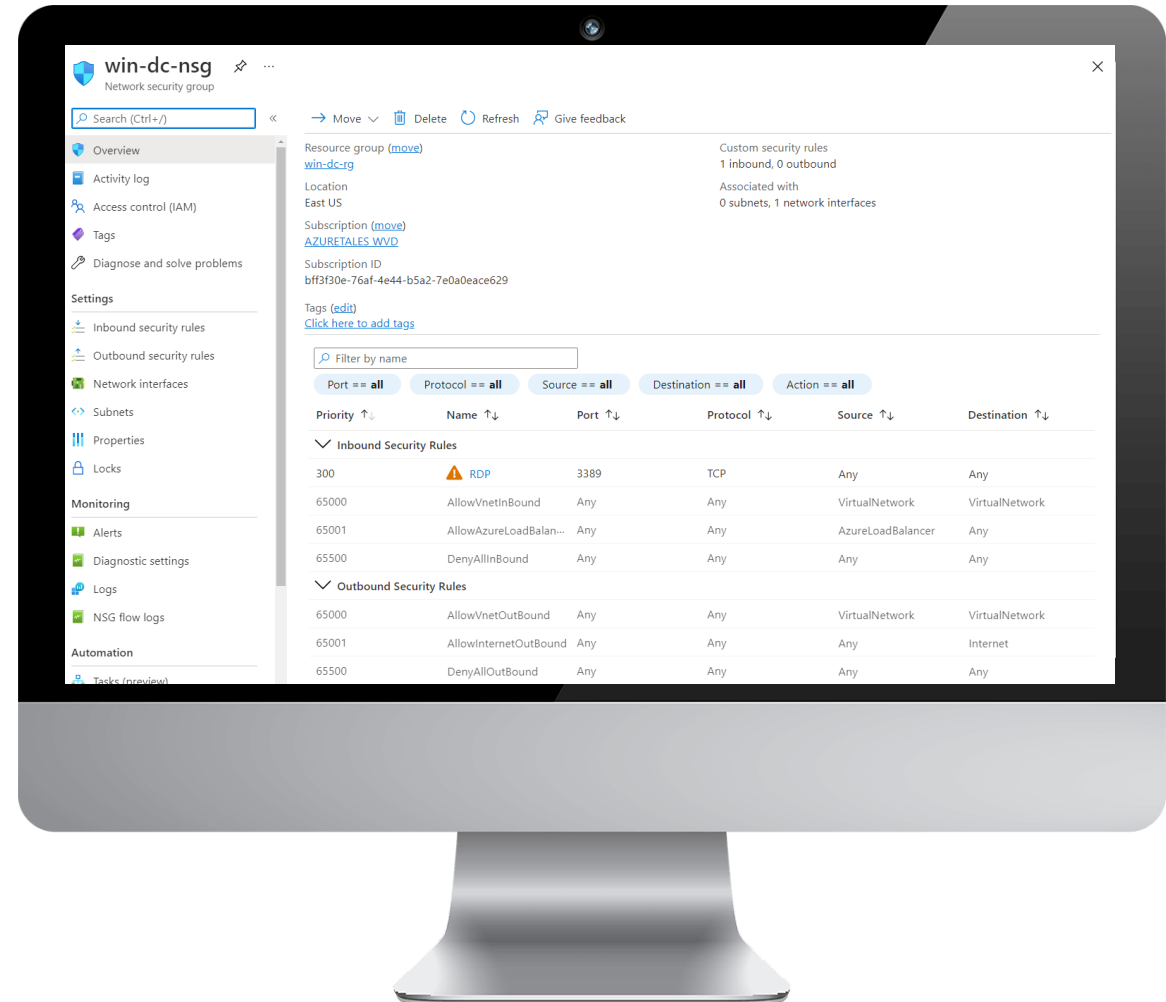 win-dc-nsg
Network security group
Search (Ctrl+/)
«
Move
Delete
Refresh
Give feedback
Overview
Activity log
Access control (IAM)
Tags
Diagnose and solve problems
Settings
Inbound security rules
Outbound security rules
Network interfaces
Subnets
Properties
Locks
Monitoring
Alerts
Diagnostic settings
Logs
NSG flow logs
Automation
Tasks (preview)
Resource group (move)
win-dc-rg
Location
East US
Subscription (move)
AZURETALES WVD
Subscription ID
bff3f30e-76af-4e44-b5a2-7e0a0eace629
Tags (edit)
Click here to add tags
Custom security rules
1 inbound, 0 outbound
Associated with
0 subnets, 1 network interfaces
Filter by name
Port == all Protocol == all Source == all Destination == all Action == all
Priority ↑↓ Name ↑↓ Port ↑↓ Protocol ↑↓ Source ↑↓ Destination ↑↓
Inbound Security Rules
300 RDP 3389 TCP Any Any
65000 AllowVnetInBound Any Any VirtualNetwork VirtualNetwork
65001 AllowAzureLoadBalan... Any Any AzureLoadBalancer Any
65500 DenyAllInBound Any Any Any Any
Outbound Security Rules
65000 AllowVnetOutBound Any Any VirtualNetwork VirtualNetwork
65001 AllowInternetOutBound Any Any Any Internet
65500 DenyAllOutBound Any Any Any Any